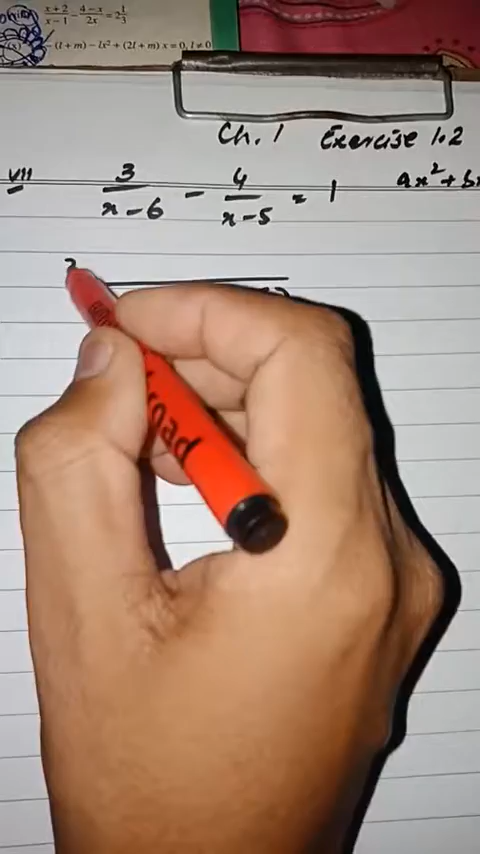 x+2/x-1 - 4-x/2x = 2 1/3
-(l+m) - lx² + (2l+m) x = 0, l ≠ 0
Ch. 1 Exercise 1.2
vii 3/x-6 - 4/x-5 = 1 ax² +